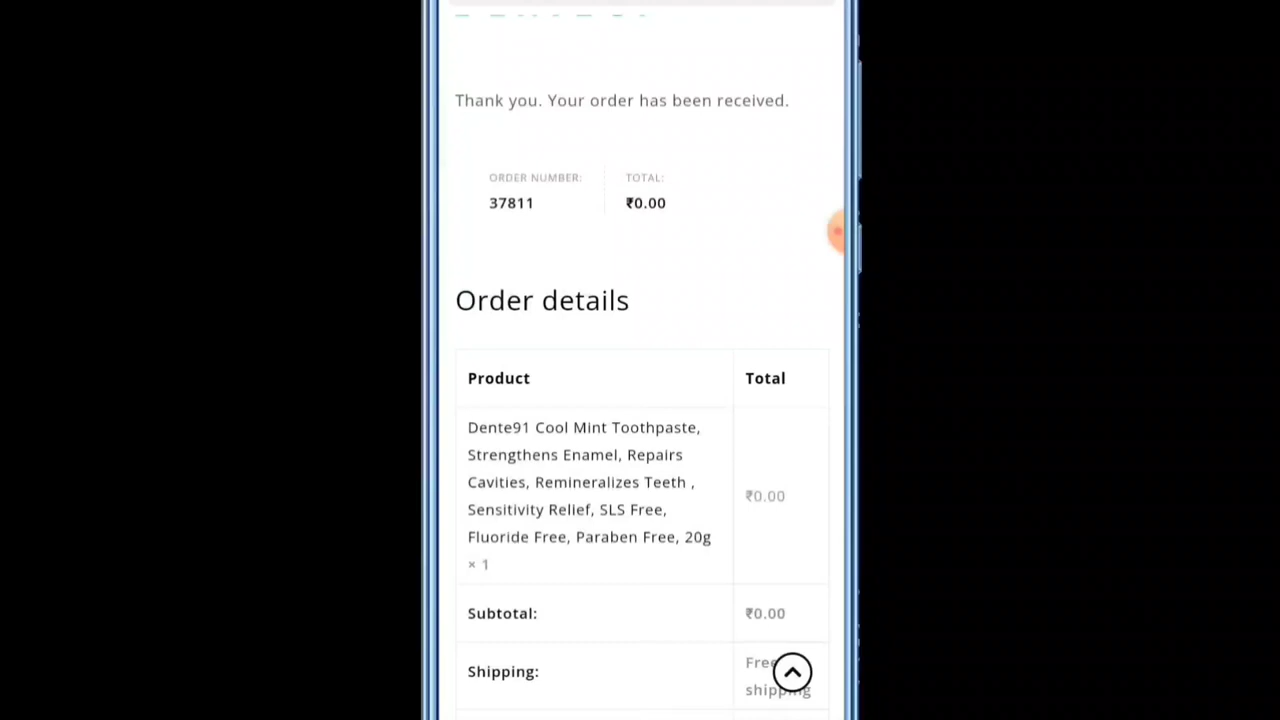 Thank you. Your order has been received.
ORDER NUMBER: TOTAL:
37811 ₹0.00
Order details
Product Total
Dente91 Cool Mint Toothpaste,
Strengthens Enamel, Repairs
Cavities, Remineralizes Teeth ,
Sensitivity Relief, SLS Free,
Fluoride Free, Paraben Free, 20g
× 1
₹0.00
Subtotal: ₹0.00
Shipping: Free
shipping